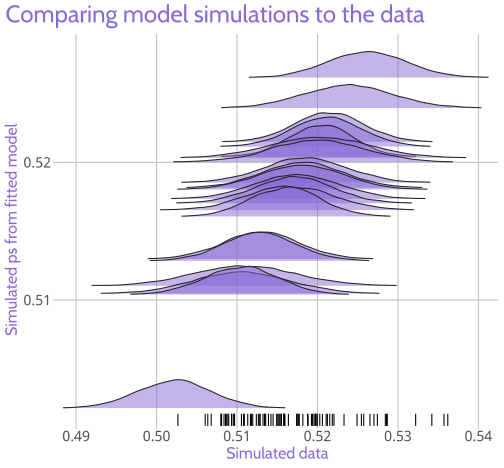 Comparing model simulations to the data
Simulated ps from fitted model
0.52
0.51
0.49 0.50 0.51 0.52 0.53 0.54
Simulated data